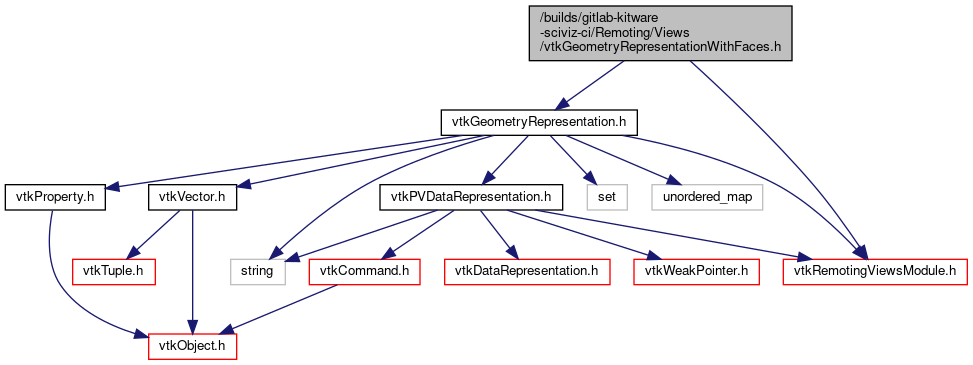 /builds/gitlab-kitware
-sciviz-ci/Remoting/Views
/vtkGeometryRepresentationWithFaces.h
vtkGeometryRepresentation.h
vtkProperty.h
vtkVector.h
vtkPVDataRepresentation.h
set
unordered_map
vtkTuple.h
string
vtkCommand.h
vtkDataRepresentation.h
vtkWeakPointer.h
vtkRemotingViewsModule.h
vtkObject.h